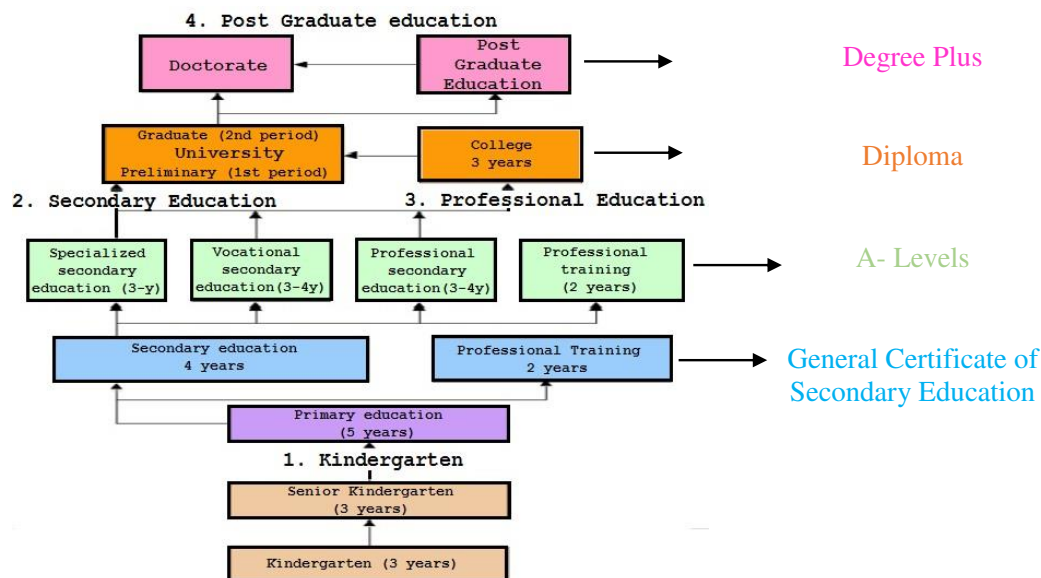 4. Post Graduate education
Doctorate
Post
Graduate
Education
Degree Plus
Graduate (2nd period)
University
Preliminary (1st period)
College
3 years
Diploma
2. Secondary Education
3. Professional Education
Specialized
secondary
education (3-y)
Vocational
secondary
education(3-4y)
Professional
secondary
education(3-4y)
Professional
training
(2 years)
A- Levels
Secondary education
4 years
Professional Training
2 years
General Certificate of
Secondary Education
Primary education
(5 years)
1. Kindergarten
Senior Kindergarten
(3 years)
Kindergarten (3 years)